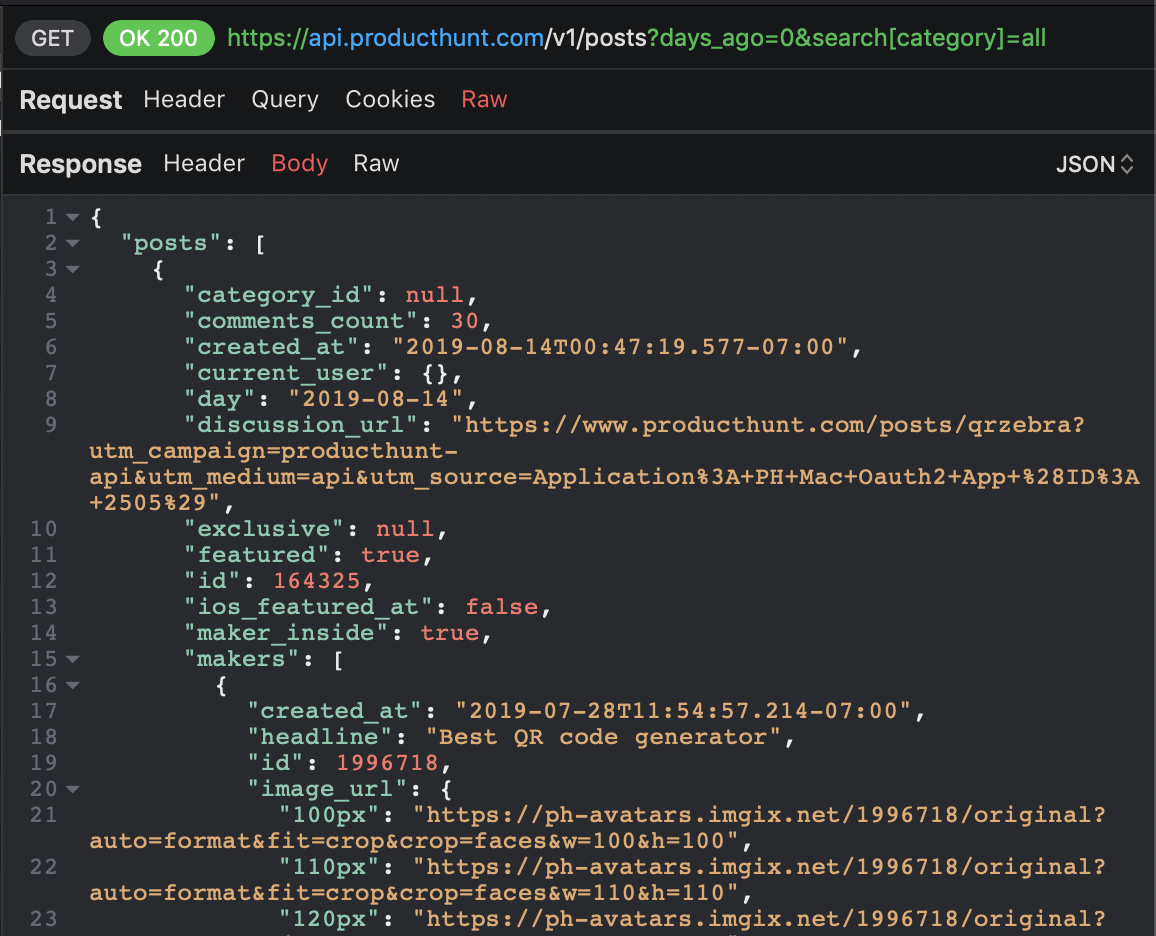 GET OK 200 https://api.producthunt.com/v1/posts?days_ago=0&search[category]=all
Request Header Query Cookies Raw
Response Header Body Raw JSON
1 {
2 "posts": [
3 {
4 "category_id": null,
5 "comments_count": 30,
6 "created_at": "2019-08-14T00:47:19.577-07:00",
7 "current_user": {},
8 "day": "2019-08-14",
9 "discussion_url": "https://www.producthunt.com/posts/qrzebra?
utm_campaign=producthunt-
api&utm_medium=api&utm_source=Application%3A+PH+Mac+Oauth2+App+%28ID%3A
+2505%29",
10 "exclusive": null,
11 "featured": true,
12 "id": 164325,
13 "ios_featured_at": false,
14 "maker_inside": true,
15 "makers": [
16 {
17 "created_at": "2019-07-28T11:54:57.214-07:00",
18 "headline": "Best QR code generator",
19 "id": 1996718,
20 "image_url": {
21 "100px": "https://ph-avatars.imgix.net/1996718/original?
auto=format&fit=crop&crop=faces&w=100&h=100",
22 "110px": "https://ph-avatars.imgix.net/1996718/original?
auto=format&fit=crop&crop=faces&w=110&h=110",
23 "120px": "https://ph-avatars.imgix.net/1996718/original?